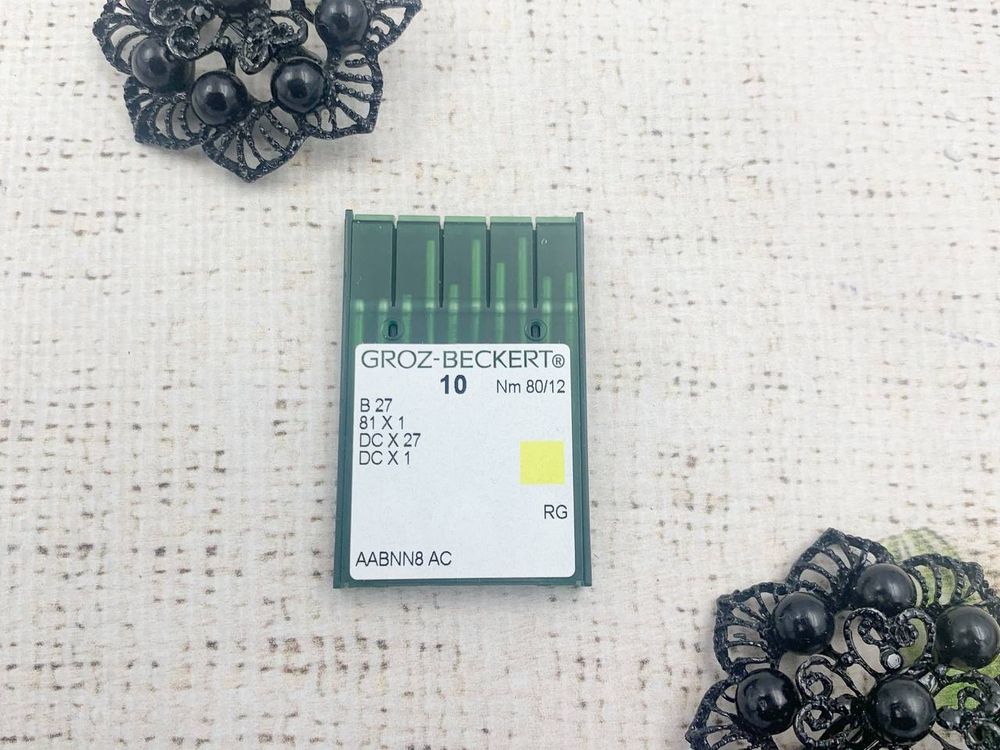 GROZ-BECKERT®
10 Nm 80/12
B 27
81 X 1
DC X 27
DC X 1
RG
AABNN8 AC